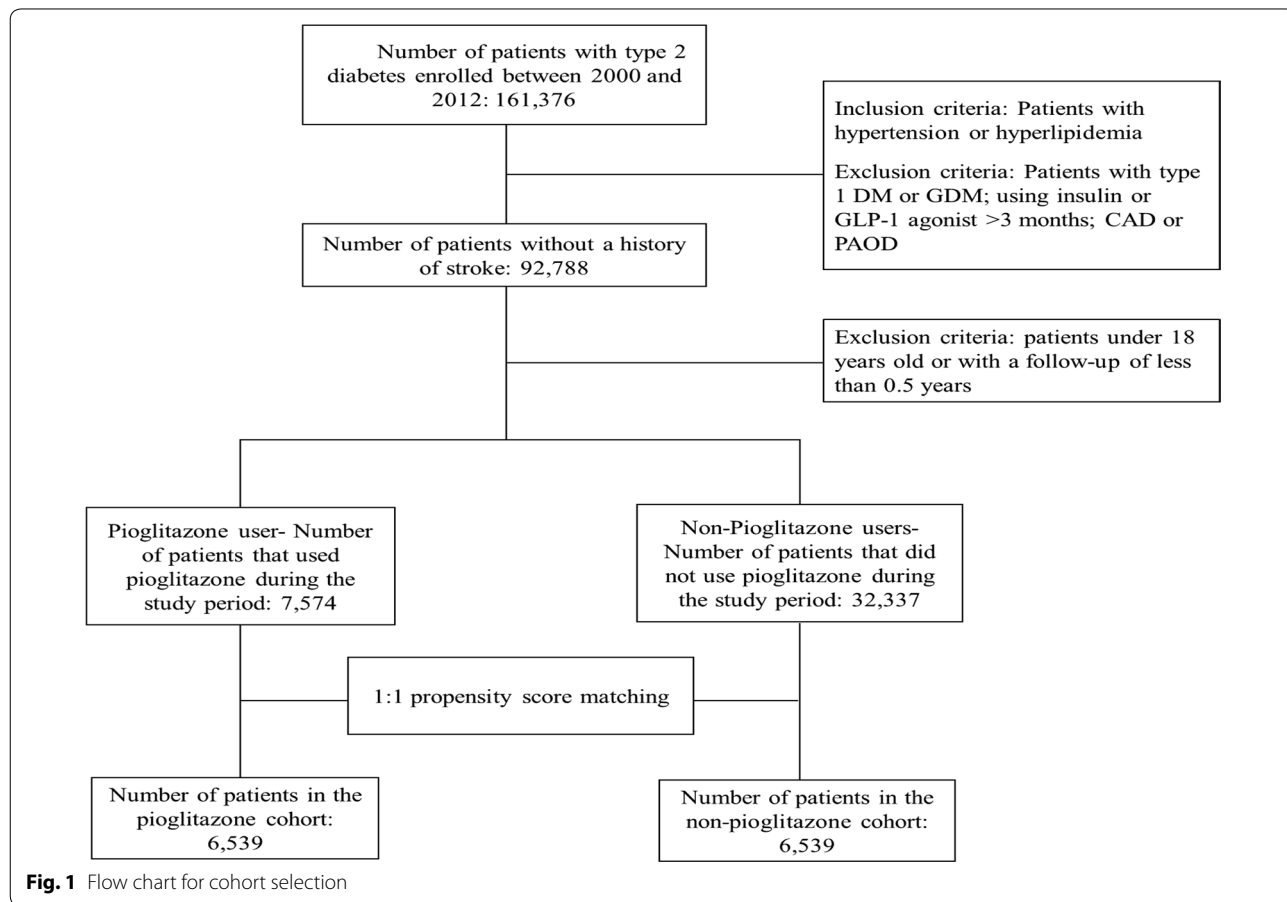 Number of patients with type 2
diabetes enrolled between 2000 and
2012: 161,376
Inclusion criteria: Patients with
hypertension or hyperlipidemia
Exclusion criteria: Patients with type
1 DM or GDM; using insulin or
GLP-1 agonist >3 months; CAD or
PAOD
Number of patients without a history
of stroke: 92,788
Exclusion criteria: patients under 18
years old or with a follow-up of less
than 0.5 years
Pioglitazone user- Number
of patients that used
pioglitazone during the
study period: 7,574
Non-Pioglitazone users-
Number of patients that did
not use pioglitazone during
the study period: 32,337
1:1 propensity score matching
Number of patients in the
pioglitazone cohort:
6,539
Number of patients in the
non-pioglitazone cohort:
6,539
Fig. 1 Flow chart for cohort selection